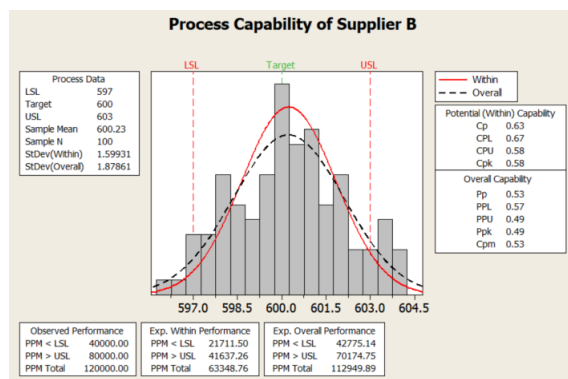 Process Capability of Supplier B
LSL Target USL
Process Data
LSL 597
Target 600
USL 603
Sample Mean 600.23
Sample N 100
StDev(Within) 1.59931
StDev(Overall) 1.87861
Within
Overall
Potential (Within) Capability
Cp 0.63
CPL 0.67
CPU 0.58
Cpk 0.58
Overall Capability
Pp 0.53
PPL 0.57
PPU 0.49
Ppk 0.49
Cpm 0.53
597.0 598.5 600.0 601.5 603.0 604.5
Observed Performance
PPM < LSL 40000.00
PPM > USL 80000.00
PPM Total 120000.00
Exp. Within Performance
PPM < LSL 21711.50
PPM > USL 41637.26
PPM Total 63348.76
Exp. Overall Performance
PPM < LSL 42775.14
PPM > USL 70174.75
PPM Total 112949.89